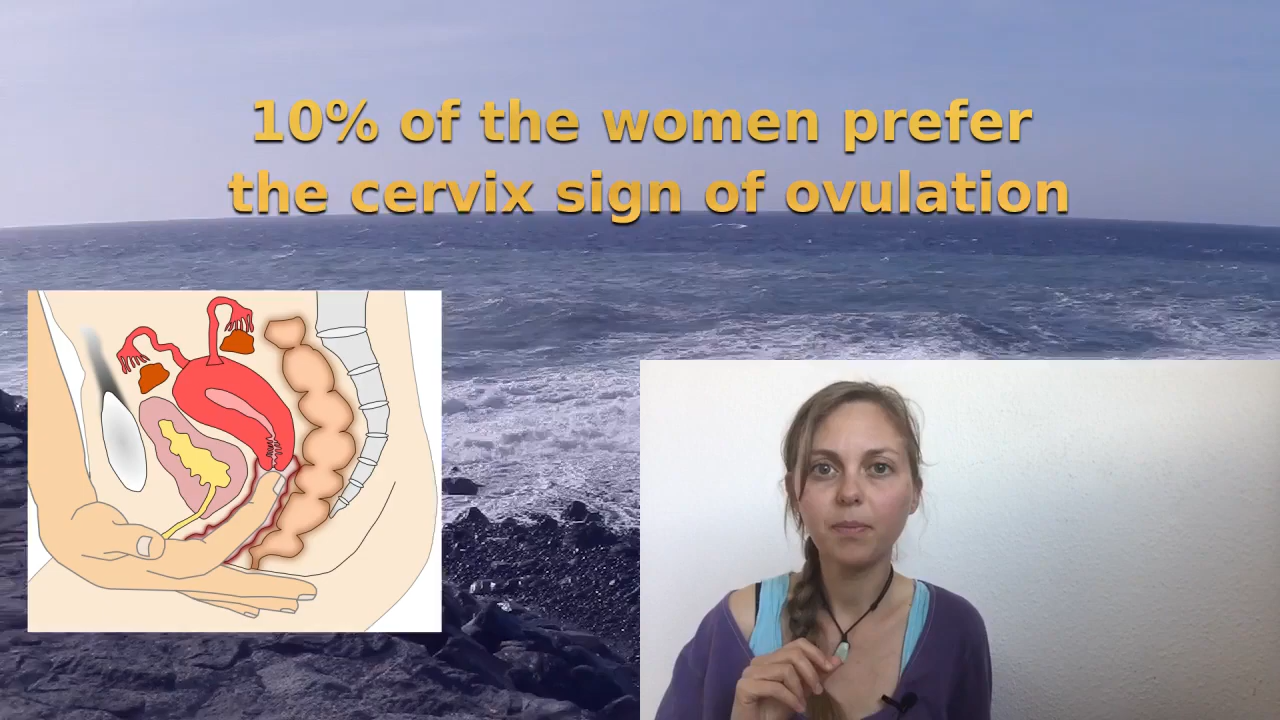 10% of the women prefer
the cervix sign of ovulation